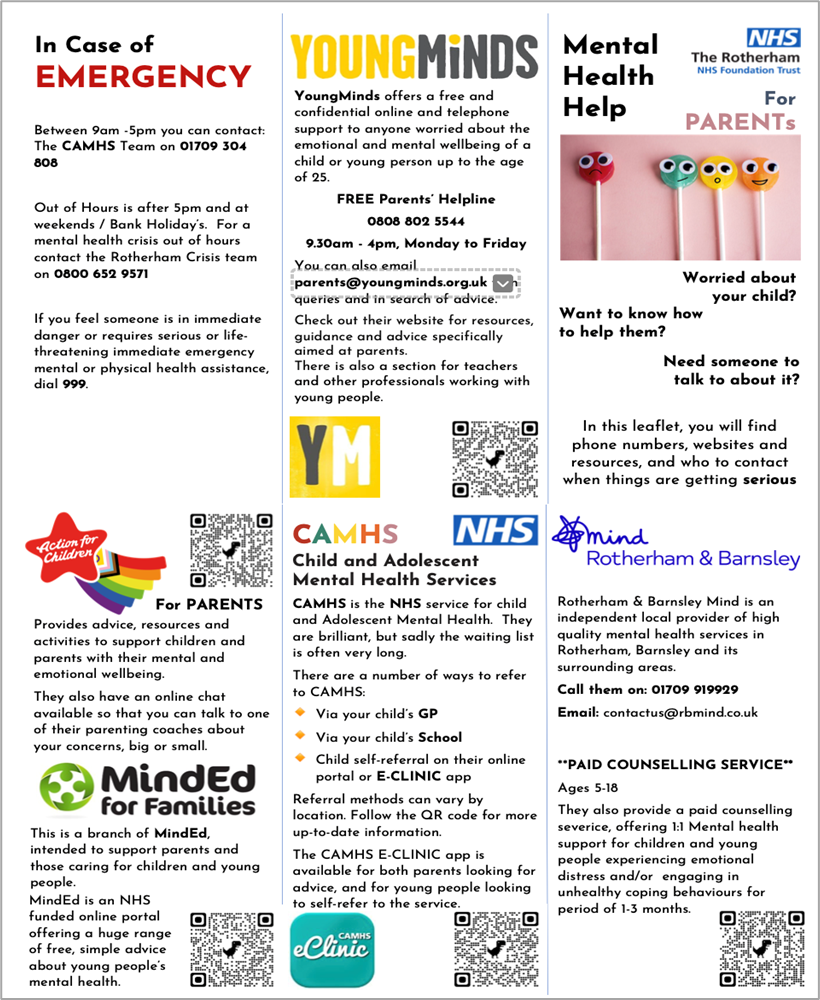 In Case of
EMERGENCY
Between 9am -5pm you can contact:
The CAMHS Team on 01709 304
808
Out of Hours is after 5pm and at
weekends / Bank Holiday's. For a
mental health crisis out of hours
contact the Rotherham Crisis team
on 0800 652 9571
If you feel someone is in immediate
danger or requires serious or life-
threatening immediate emergency
mental or physical health assistance,
dial 999.
YOUNGMiNDS
YoungMinds offers a free and
confidential online and telephone
support to anyone worried about the
emotional and mental wellbeing of a
child or young person up to the age
of 25.
FREE Parents' Helpline
0808 802 5544
9.30am - 4pm, Monday to Friday
You can also email
parents@youngminds.org.uk
queries and in search of advice.
Check out their website for resources,
guidance and advice specifically
aimed at parents.
There is also a section for teachers
and other professionals working with
young people.
YM
Mental
Health
Help
NHS
The Rotherham
NHS Foundation Trust
For
PARENTs
Worried about
your child?
Want to know how
to help them?
Need someone to
talk to about it?
In this leaflet, you will find
phone numbers, websites and
resources, and who to contact
when things are getting serious
Action for
Children
For PARENTS
Provides advice, resources and
activities to support children and
parents with their mental and
emotional wellbeing.
They also have an online chat
available so that you can talk to one
of their parenting coaches about
your concerns, big or small.
MindEd
for Families
This is a branch of MindEd,
intended to support parents and
those caring for children and young
people.
MindEd is an NHS
funded online portal
offering a huge range
of free, simple advice
about young people's
mental health.
CAMHS
NHS
Child and Adolescent
Mental Health Services
CAMHS is the NHS service for child
and Adolescent Mental Health. They
are brilliant, but sadly the waiting list
is often very long.
There are a number of ways to refer
to CAMHS:
Via your child's GP
Via your child's School
Child self-referral on their online
portal or E-CLINIC app
Referral methods can vary by
location. Follow the QR code for more
up-to-date information.
The CAMHS E-CLINIC app is
available for both parents looking for
advice, and for young people looking
to self-refer to the service.
CAMHS
eClinic
mind
Rotherham & Barnsley
Rotherham & Barnsley Mind is an
independent local provider of high
quality mental health services in
Rotherham, Barnsley and its
surrounding areas.
Call them on: 01709 919929
Email: contactus@rbmind.co.uk
**PAID COUNSELLING SERVICE**
Ages 5-18
They also provide a paid counselling
severice, offering 1:1 Mental health
support for children and young
people experiencing emotional
distress and/or engaging in
unhealthy coping behaviours for
period of 1-3 months.